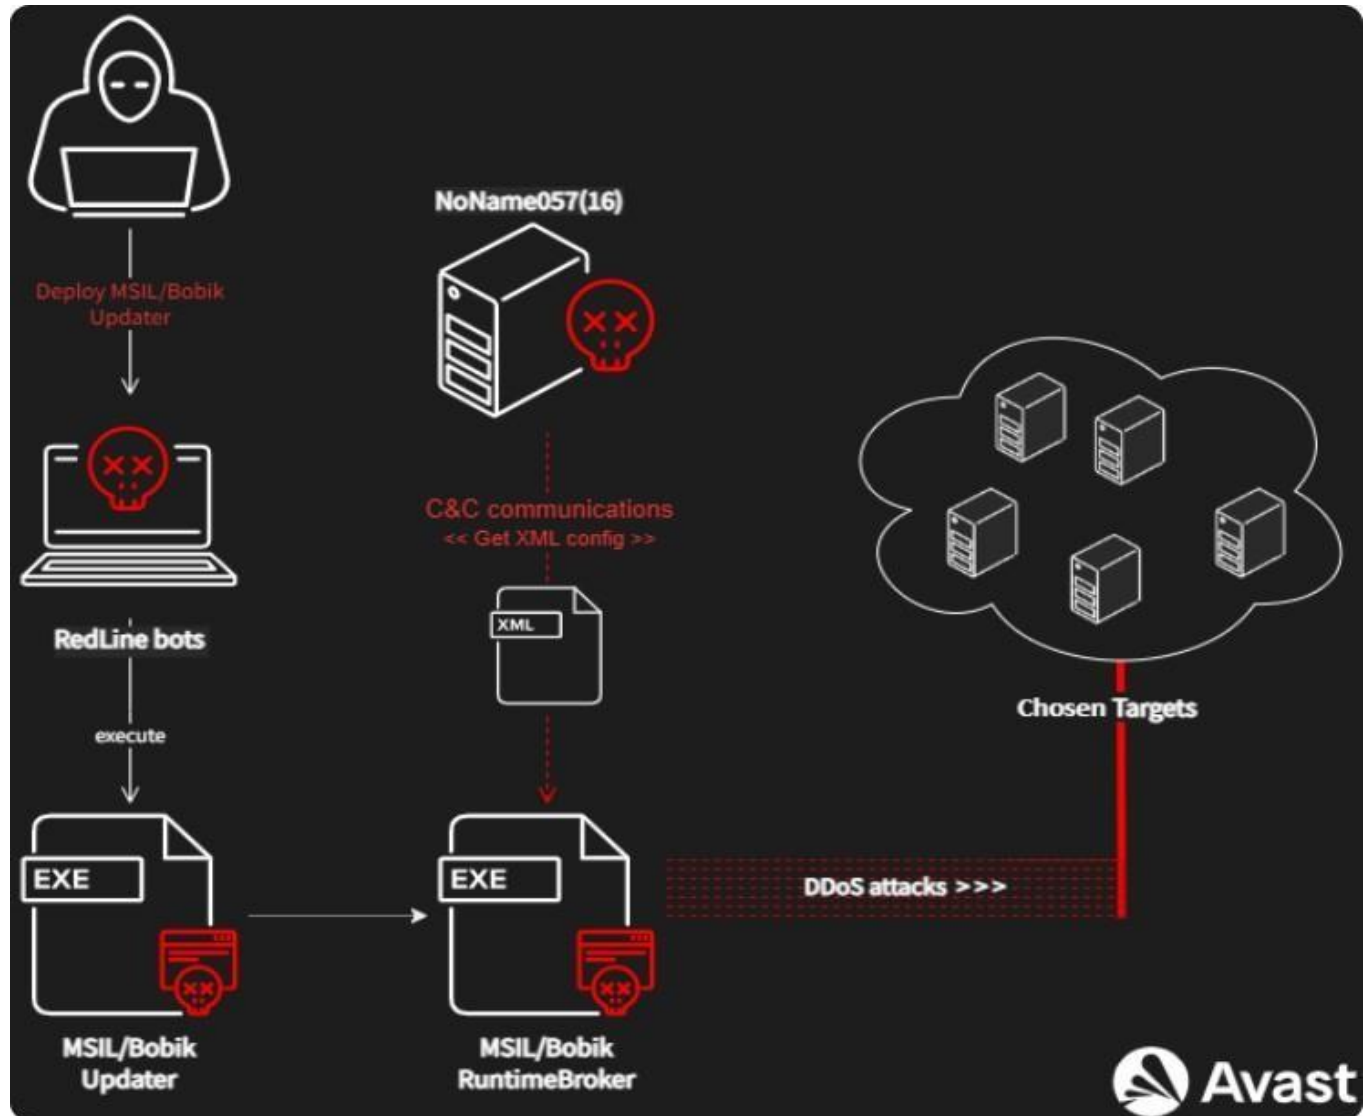 Deploy MSIL/Bobik
Updater
RedLine bots
execute
EXE
MSIL/Bobik
Updater
NoName057(16)
C&C communications
<< Get XML config >>
XML
EXE
MSIL/Bobik
RuntimeBroker
DDoS attacks >>>
Chosen Targets
Avast